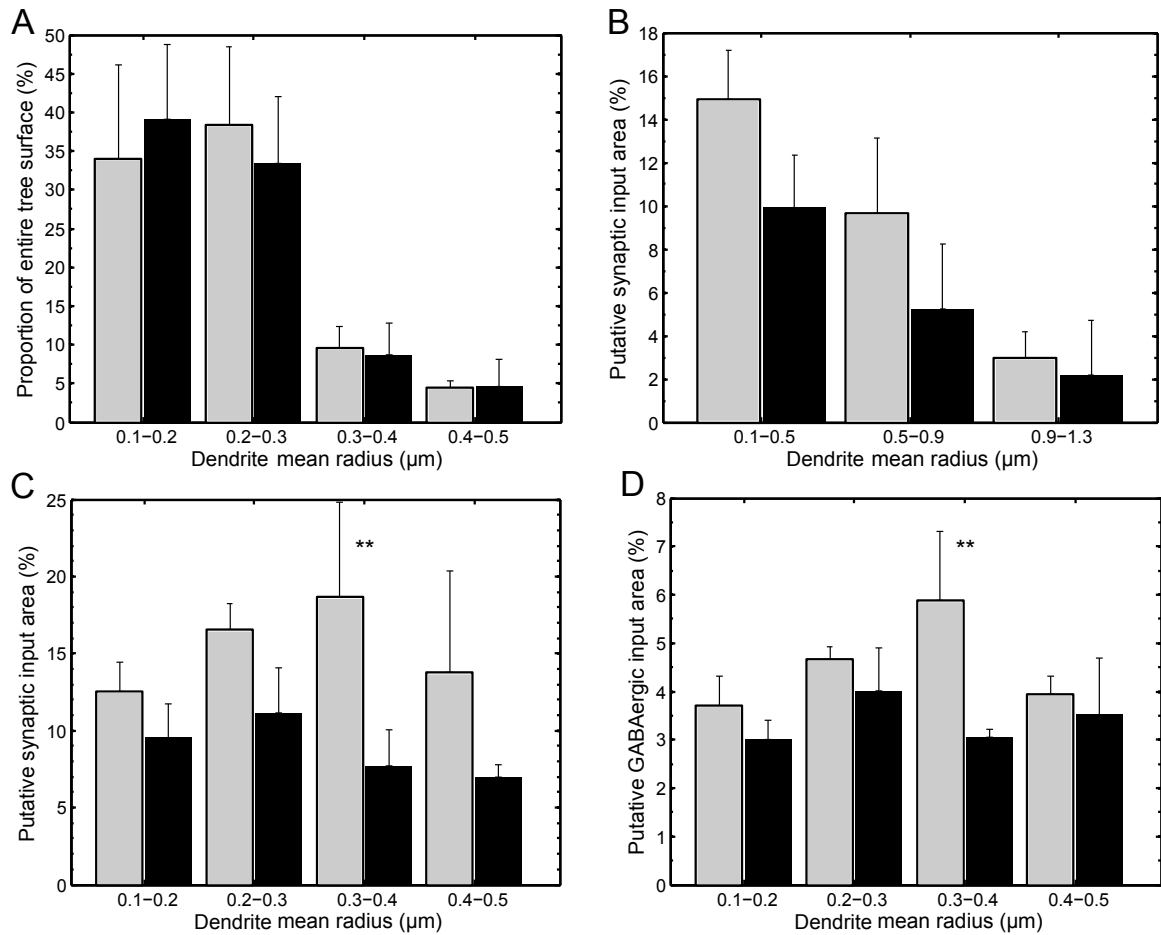 A
Proportion of entire tree surface (%)
50
45
40
35
30
25
20
15
10
5
0
0.1−0.2 0.2−0.3 0.3−0.4 0.4−0.5
Dendrite mean radius (µm)
B
Putative synaptic input area (%)
18
16
14
12
10
8
6
4
2
0
0.1−0.5 0.5−0.9 0.9−1.3
Dendrite mean radius (µm)
C
Putative synaptic input area (%)
25
20
15
10
5
0
**
0.1−0.2 0.2−0.3 0.3−0.4 0.4−0.5
Dendrite mean radius (µm)
D
Putative GABAergic input area (%)
8
7
6
5
4
3
2
1
0
**
0.1−0.2 0.2−0.3 0.3−0.4 0.4−0.5
Dendrite mean radius (µm)